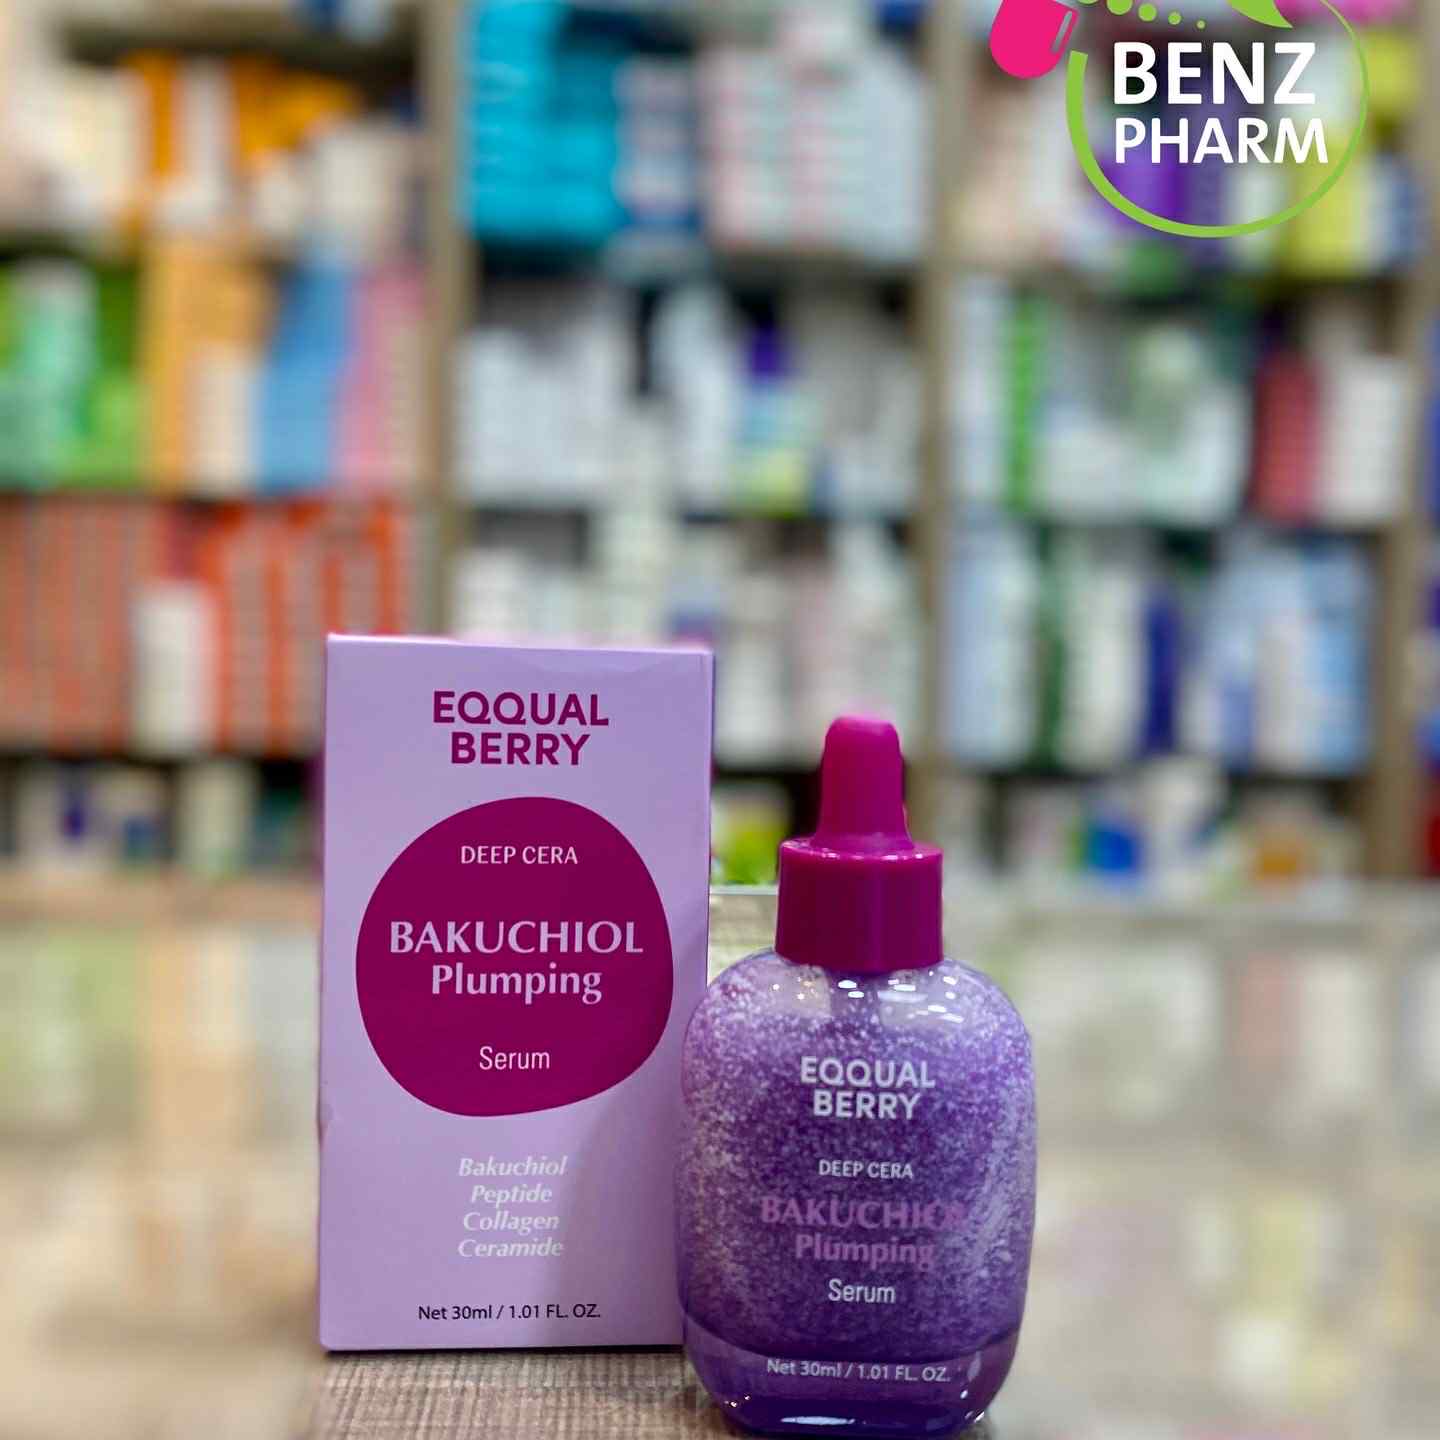 BENZ
PHARM
EQQUAL
BERRY
DEEP CERA
BAKUCHIOL
Plumping
Serum
Bakuchiol
Peptide
Collagen
Ceramide
Net 30ml / 1.01 FL. OZ.
EQQUAL
BERRY
DEEP CERA
BAKUCHIOL
Plumping
Serum
Net 30ml / 1.01 FL. OZ.